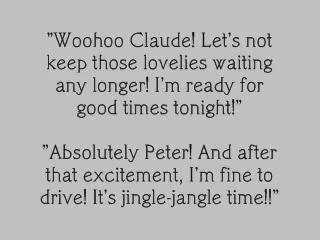 "Woohoo Claude! Let's not
keep those lovelies waiting
any longer! I'm ready for
good times tonight!"
"Absolutely Peter! And after
that excitement, I'm fine to
drive! It's jingle-jangle time!!"